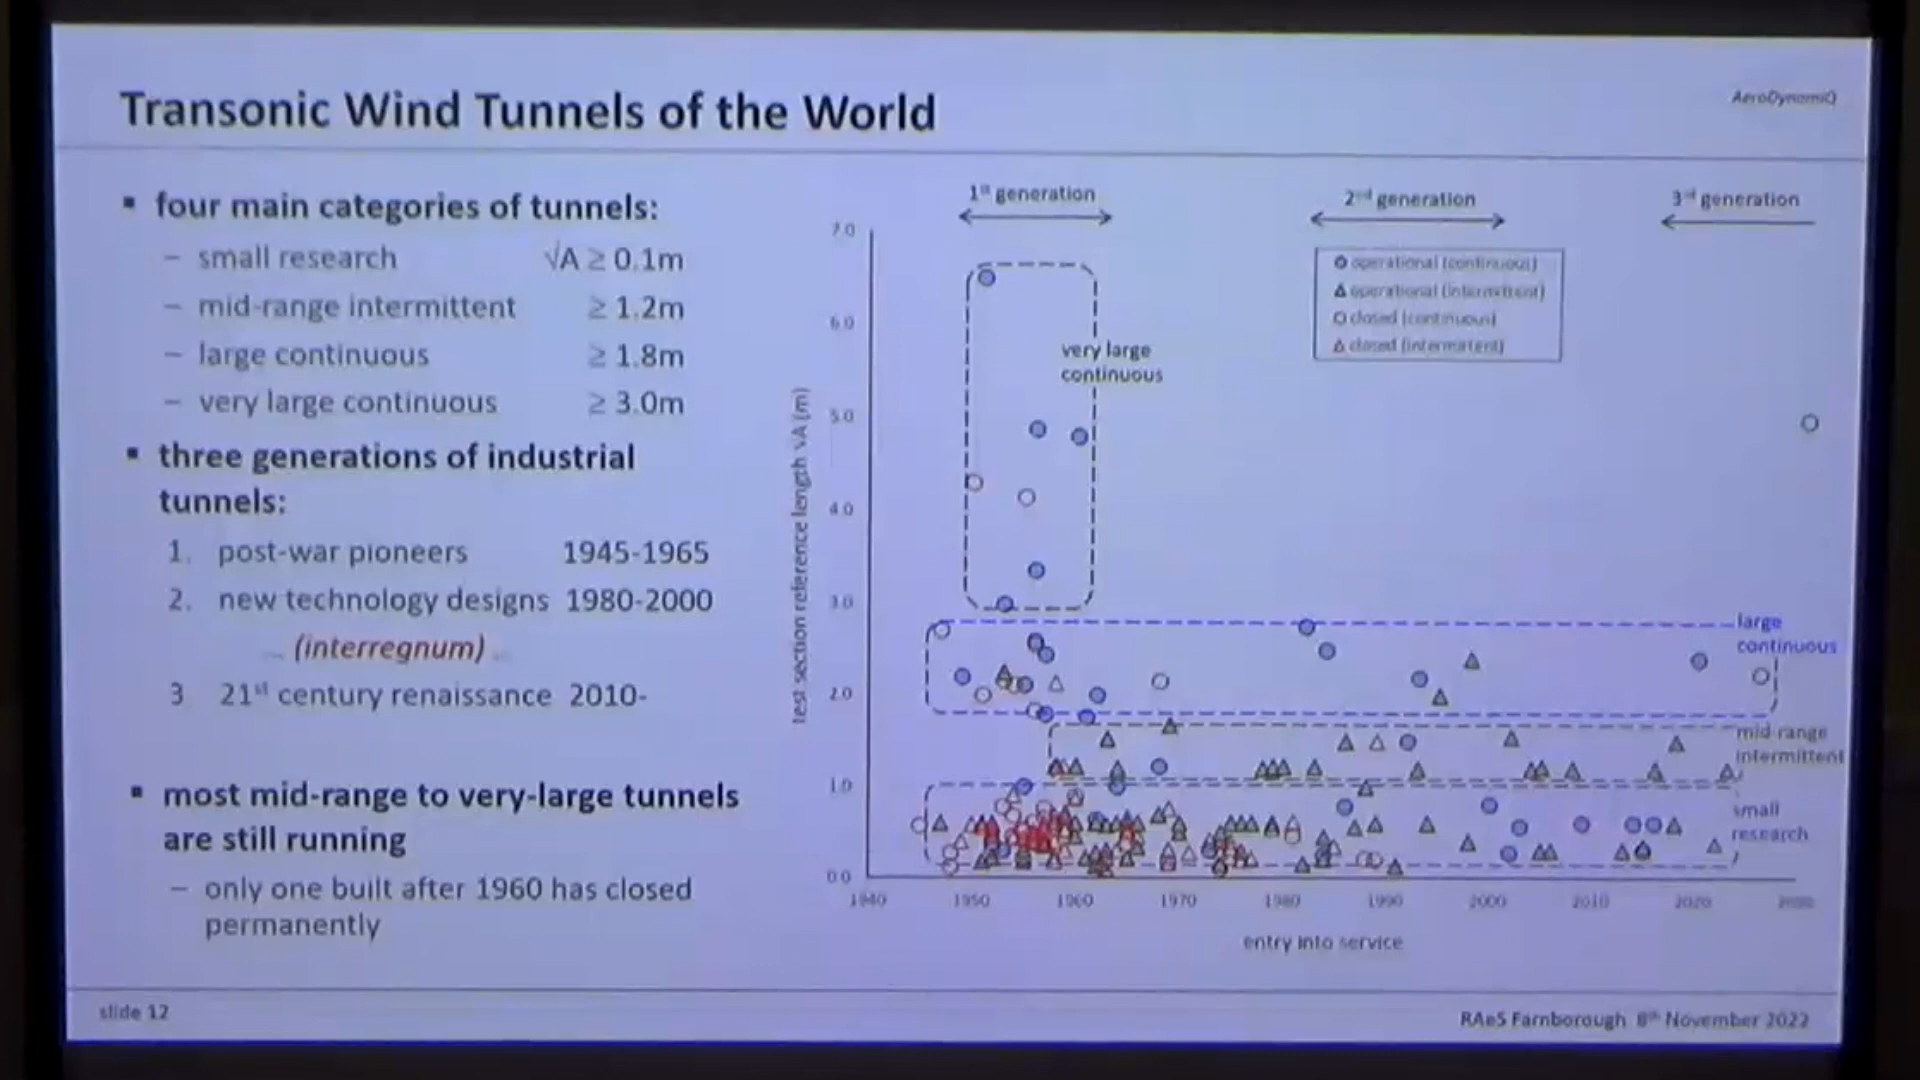 Transonic Wind Tunnels of the World
AeroDynamiQ
▪ four main categories of tunnels:
– small research √A ≥ 0.1m
– mid-range intermittent ≥ 1.2m
– large continuous ≥ 1.8m
– very large continuous ≥ 3.0m
▪ three generations of industrial
tunnels:
1. post-war pioneers 1945-1965
2. new technology designs 1980-2000
... (interregnum) ...
3 21st century renaissance 2010-
▪ most mid-range to very-large tunnels
are still running
– only one built after 1960 has closed
permanently
1st generation
2nd generation
3rd generation
operational (continuous)
operational (intermittent)
closed (continuous)
closed (intermittent)
very large
continuous
large
continuous
mid-range
intermittent
small
research
test section reference length √A (m)
7.0
6.0
5.0
4.0
3.0
2.0
1.0
0.0
1940 1950 1960 1970 1980 1990 2000 2010 2020 2030
entry into service
slide 12
RAeS Farnborough 8th November 2022